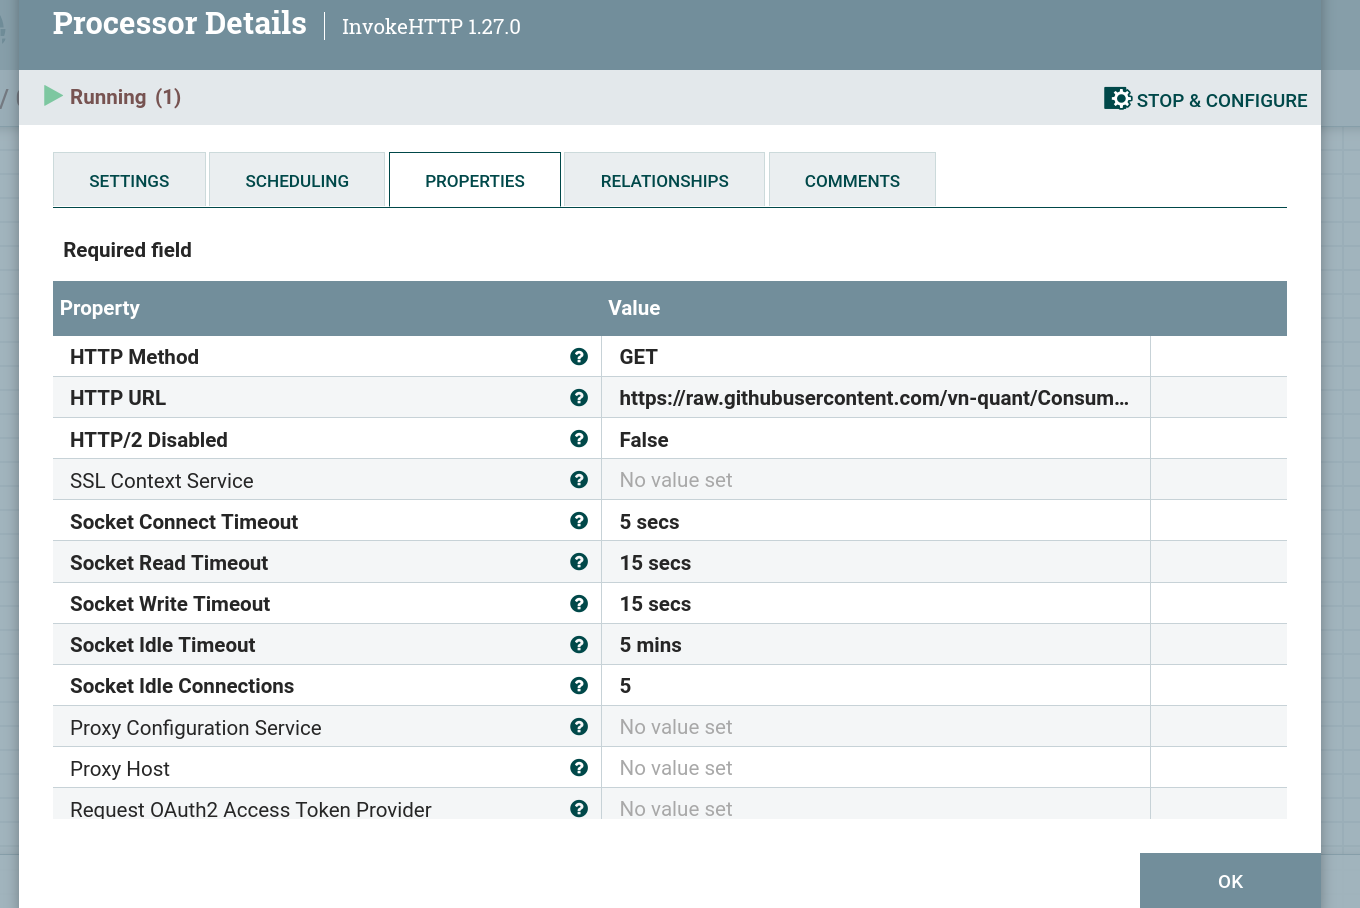 Processor Details | InvokeHTTP 1.27.0
Running (1)
STOP & CONFIGURE
SETTINGS SCHEDULING PROPERTIES RELATIONSHIPS COMMENTS
Required field
Property Value
HTTP Method GET
HTTP URL https://raw.githubusercontent.com/vn-quant/Consum...
HTTP/2 Disabled False
SSL Context Service No value set
Socket Connect Timeout 5 secs
Socket Read Timeout 15 secs
Socket Write Timeout 15 secs
Socket Idle Timeout 5 mins
Socket Idle Connections 5
Proxy Configuration Service No value set
Proxy Host No value set
Request OAuth2 Access Token Provider No value set
OK